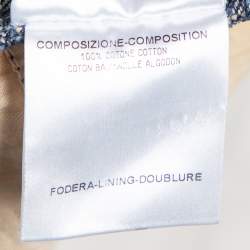 COMPOSIZIONE-COMPOSITION
100% COTONE COTTON
COTON BAUMWOLLE ALGODON
FODERA-LINING-DOUBLURE